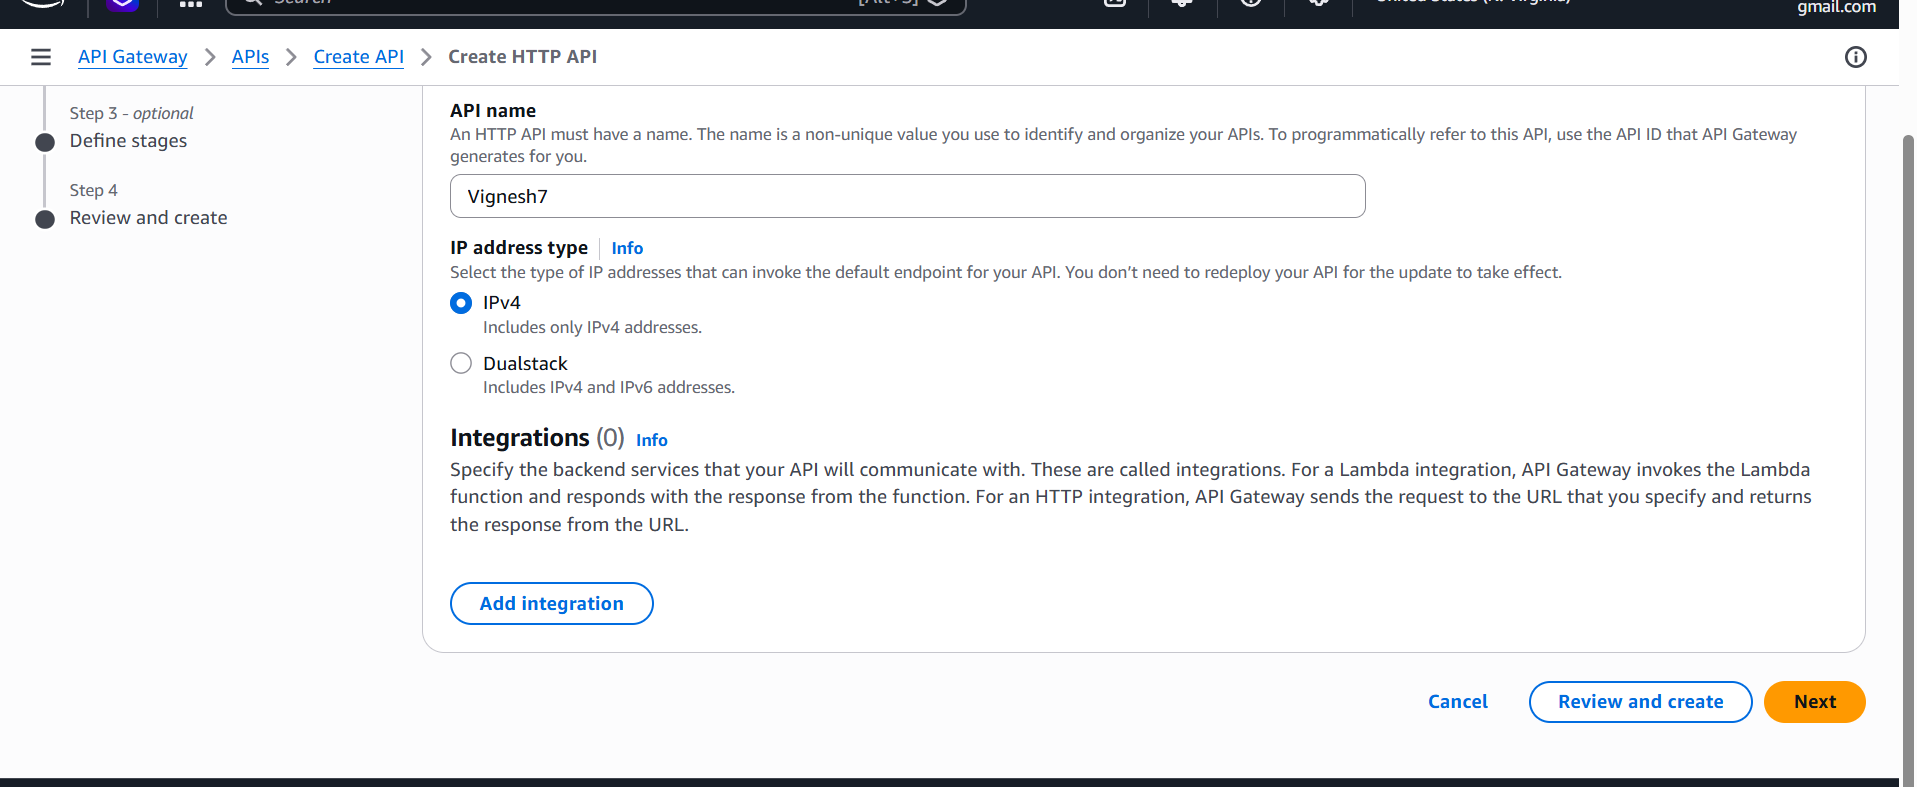 gmail.com
API Gateway > APIs > Create API > Create HTTP API
Step 3 - optional
Define stages
Step 4
Review and create
API name
An HTTP API must have a name. The name is a non-unique value you use to identify and organize your APIs. To programmatically refer to this API, use the API ID that API Gateway
generates for you.
Vignesh7
IP address type Info
Select the type of IP addresses that can invoke the default endpoint for your API. You don’t need to redeploy your API for the update to take effect.
IPv4
Includes only IPv4 addresses.
Dualstack
Includes IPv4 and IPv6 addresses.
Integrations (0) Info
Specify the backend services that your API will communicate with. These are called integrations. For a Lambda integration, API Gateway invokes the Lambda
function and responds with the response from the function. For an HTTP integration, API Gateway sends the request to the URL that you specify and returns
the response from the URL.
Add integration
Cancel Review and create Next